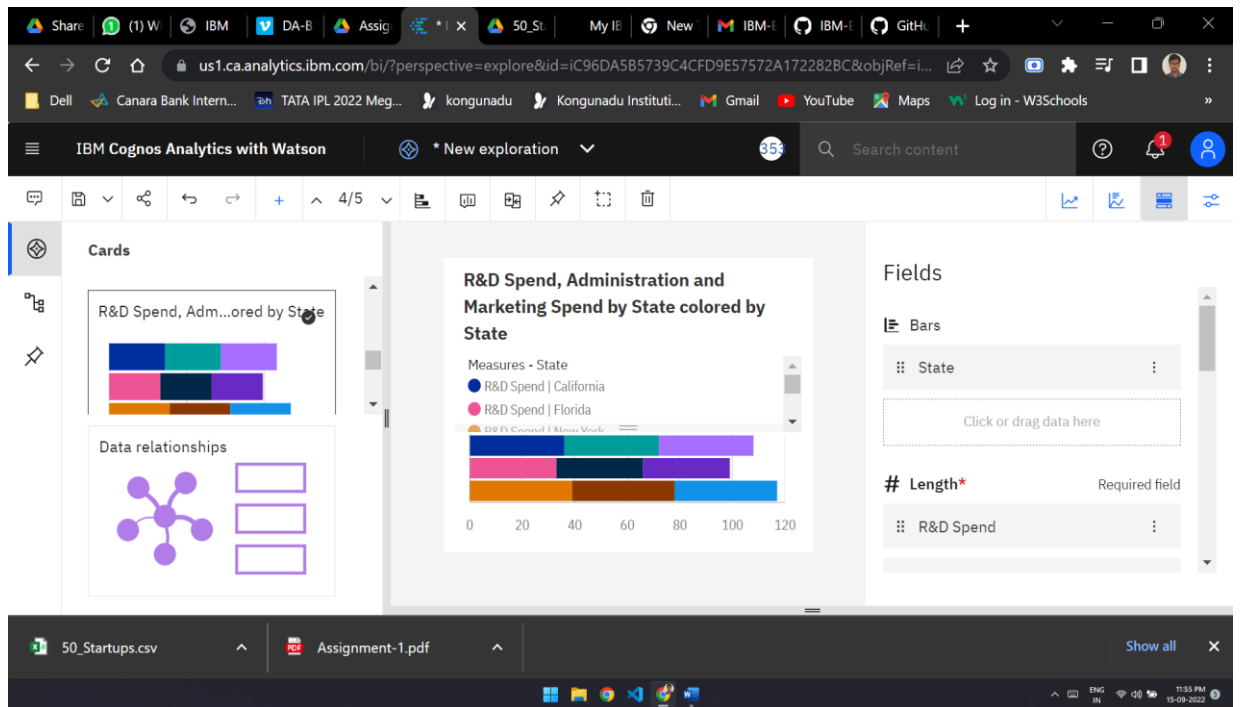 Share (1) W IBM DA-B Assig * I 50_St My IB New T IBM-E IBM-E GitHu
us1.ca.analytics.ibm.com/bi/?perspective=explore&id=iC96DA5B5739C4CFD9E57572A172282BC&objRef=i...
Dell Canara Bank Intern... TATA IPL 2022 Meg... kongunadu Kongunadu Instituti... Gmail YouTube Maps Log in - W3Schools »
IBM Cognos Analytics with Watson * New exploration 353 Search content 1
4/5
Cards
R&D Spend, Adm...ored by State
Data relationships
R&D Spend, Administration and
Marketing Spend by State colored by
State
Measures - State
R&D Spend | California
R&D Spend | Florida
R&D Spend | New York
0 20 40 60 80 100 120
Fields
Bars
State
Click or drag data here
# Length* Required field
R&D Spend
50_Startups.csv Assignment-1.pdf Show all
ENG
IN
11:55 PM
15-09-2022
3